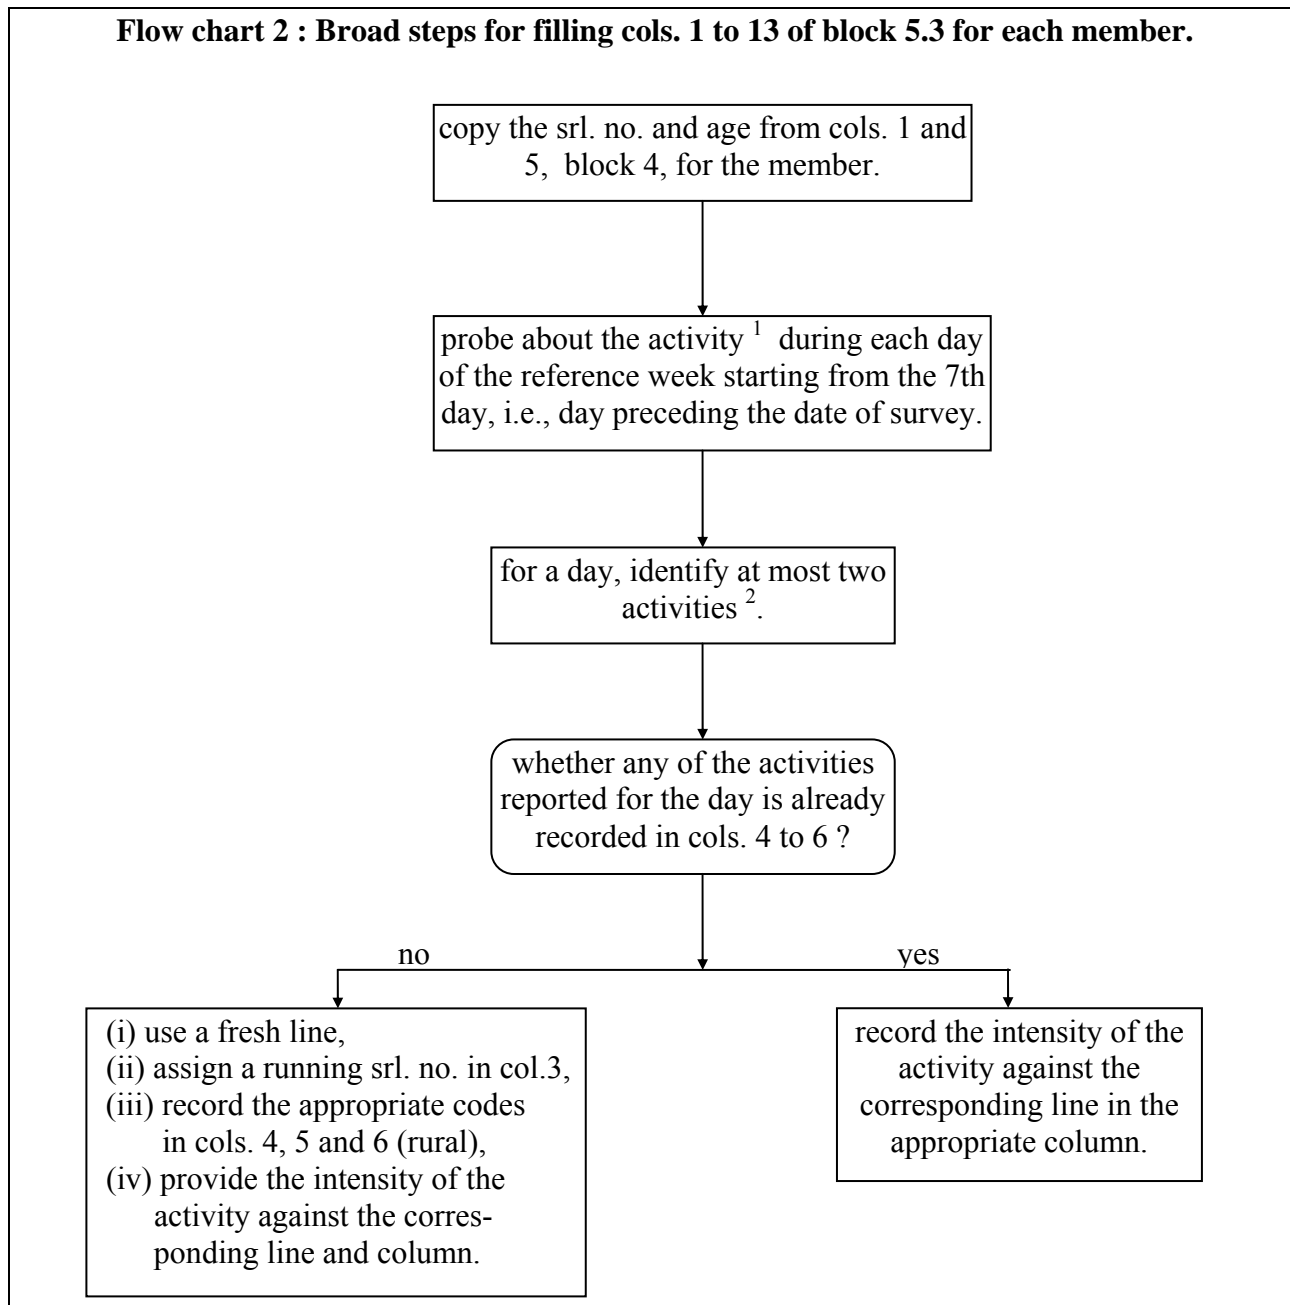 Flow chart 2 : Broad steps for filling cols. 1 to 13 of block 5.3 for each member.
copy the srl. no. and age from cols. 1 and
5, block 4, for the member.
probe about the activity 1 during each day
of the reference week starting from the 7th
day, i.e., day preceding the date of survey.
for a day, identify at most two
activities 2.
whether any of the activities
reported for the day is already
recorded in cols. 4 to 6 ?
no
yes
(i) use a fresh line,
(ii) assign a running srl. no. in col.3,
(iii) record the appropriate codes
in cols. 4, 5 and 6 (rural),
(iv) provide the intensity of the
activity against the corres-
ponding line and column.
record the intensity of the
activity against the
corresponding line in the
appropriate column.